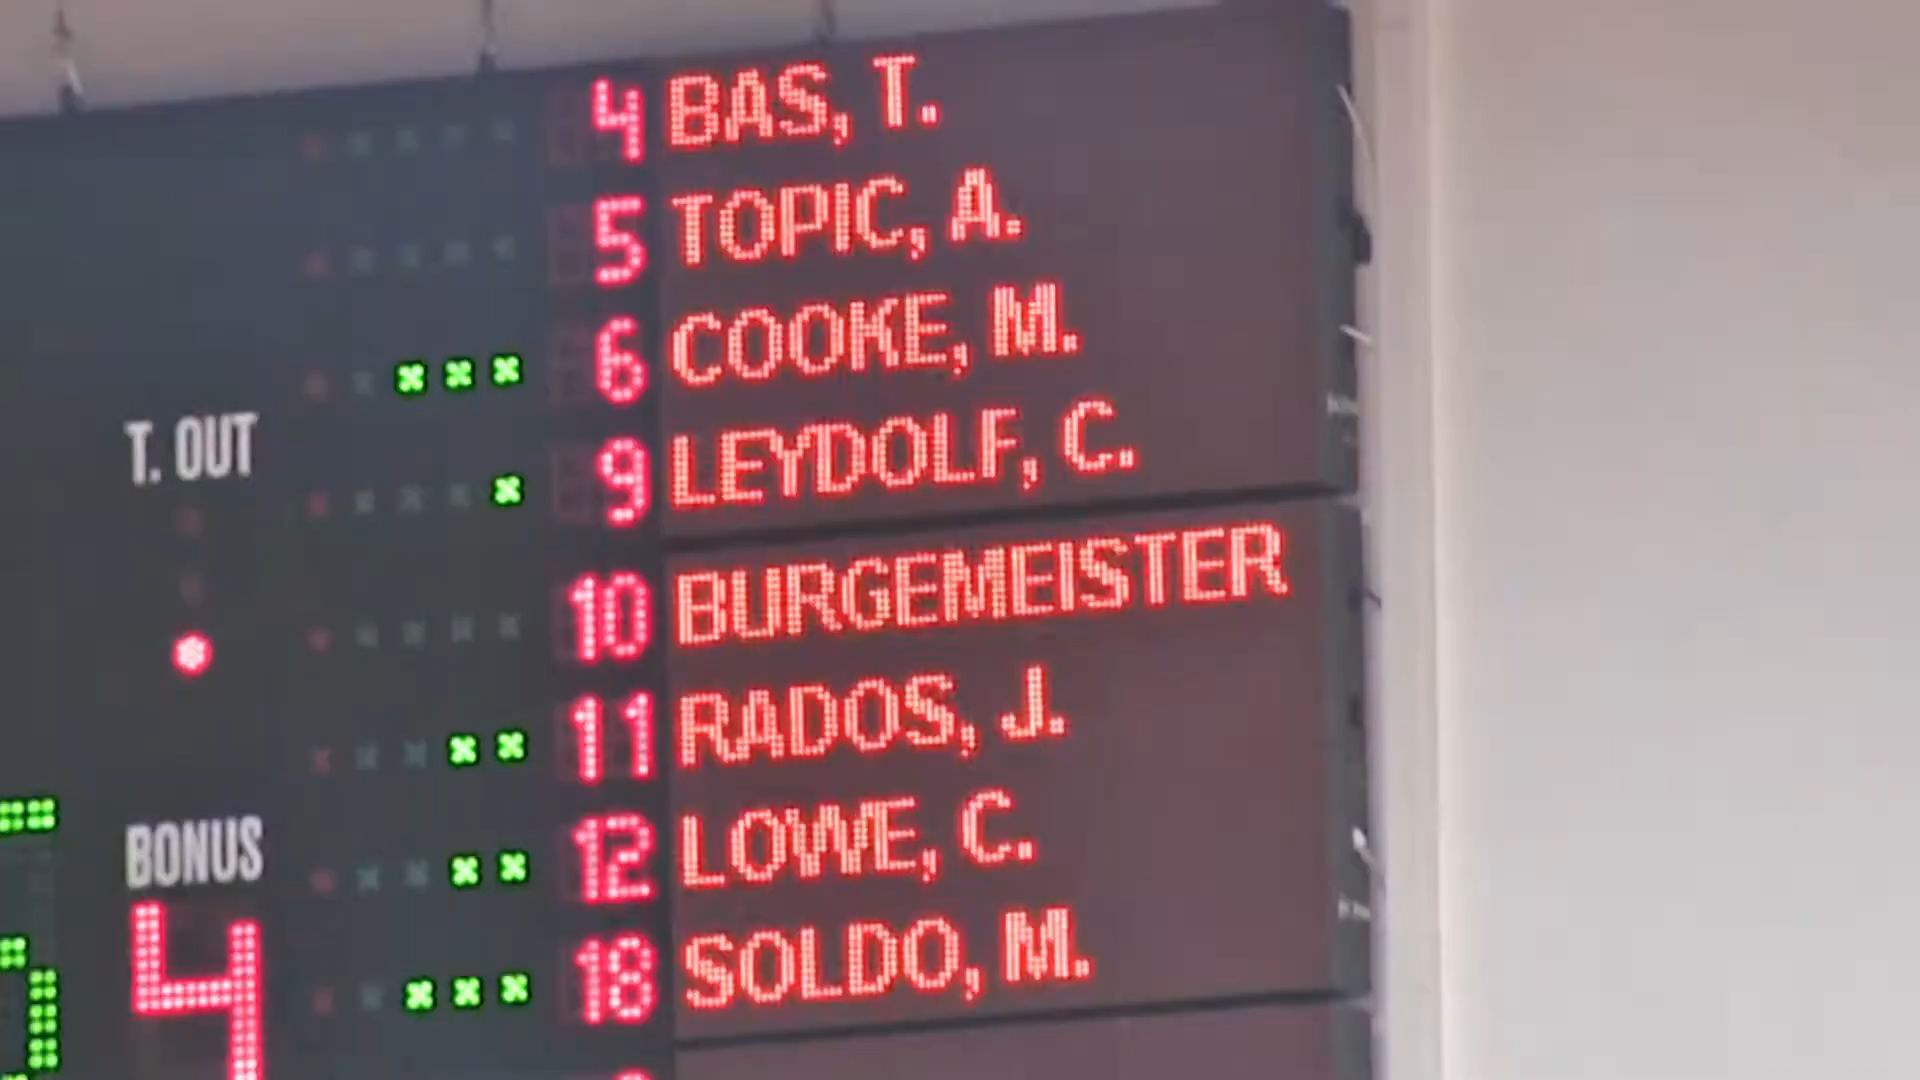 4 BAS, T.
5 TOPIC, A.
6 COOKE, M.
9 LEYDOLF, C.
T. OUT
10 BURGEMEISTER
11 RADOS, J.
12 LOWE, C.
BONUS
4
18 SOLDO, M.